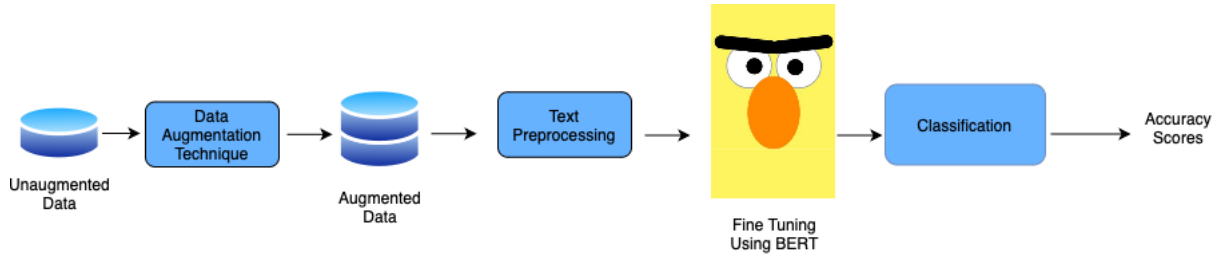 Unaugmented
Data
Data
Augmentation
Technique
Augmented
Data
Text
Preprocessing
Fine Tuning
Using BERT
Classification
Accuracy
Scores